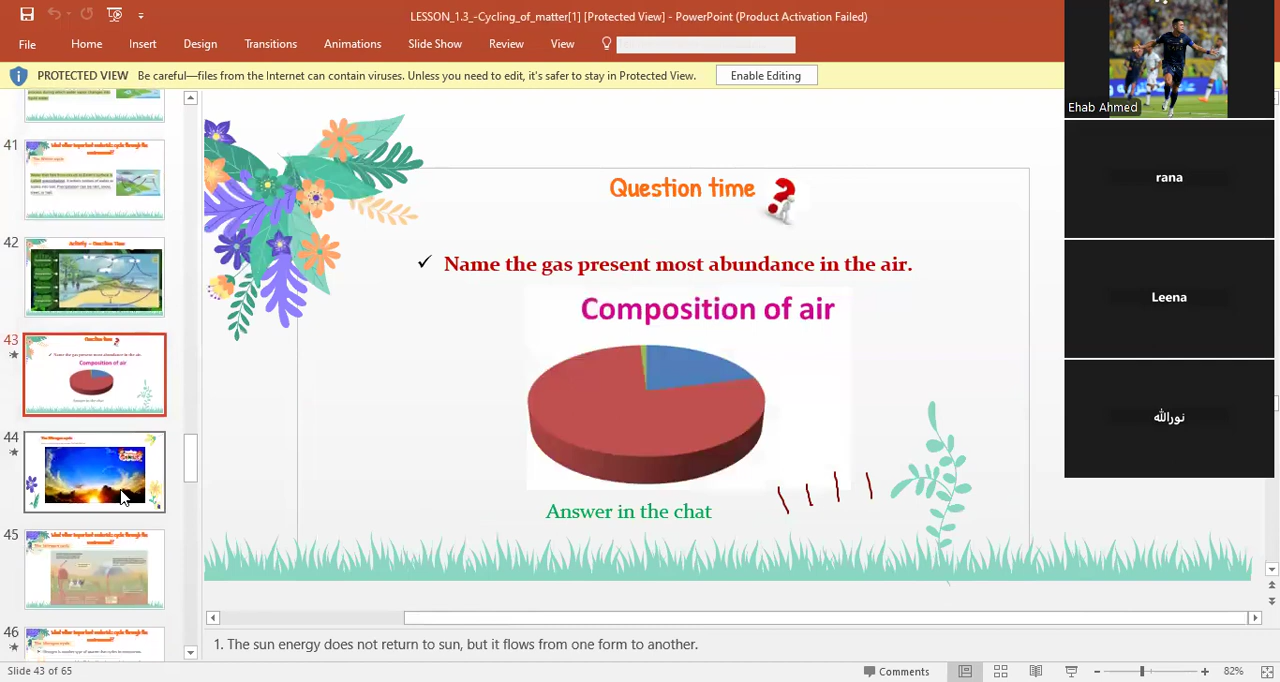 LESSON_1.3_-Cycling_of_matter[1] [Protected View] - PowerPoint (Product Activation Failed)
File Home Insert Design Transitions Animations Slide Show Review View
PROTECTED VIEW Be careful—files from the Internet can contain viruses. Unless you need to edit, it's safer to stay in Protected View. Enable Editing
41
42
43
44
45
46
Question time
Name the gas present most abundance in the air.
Composition of air
Answer in the chat
Ehab Ahmed
rana
Leena
نورالله
1. The sun energy does not return to sun, but it flows from one form to another.
Slide 43 of 65
Comments
82%